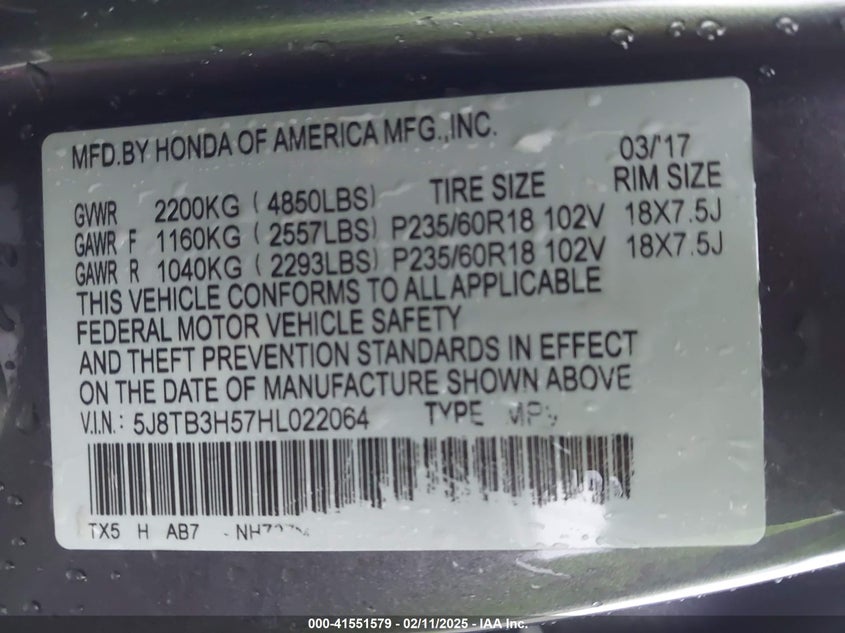 MFD.BY HONDA OF AMERICA MFG.,INC. 03/'17
TIRE SIZE RIM SIZE
GVWR 2200KG ( 4850LBS)
GAWR F 1160KG ( 2557LBS) P235/60R18 102V 18X7.5J
GAWR R 1040KG ( 2293LBS) P235/60R18 102V 18X7.5J
THIS VEHICLE CONFORMS TO ALL APPLICABLE
FEDERAL MOTOR VEHICLE SAFETY
AND THEFT PREVENTION STANDARDS IN EFFECT
ON THE DATE OF MANUFACTURE SHOWN ABOVE
V.I.N.: 5J8TB3H57HL022064 TYPE MPV
TX5 H AB7
000-41551579 - 02/11/2025 - IAA Inc.